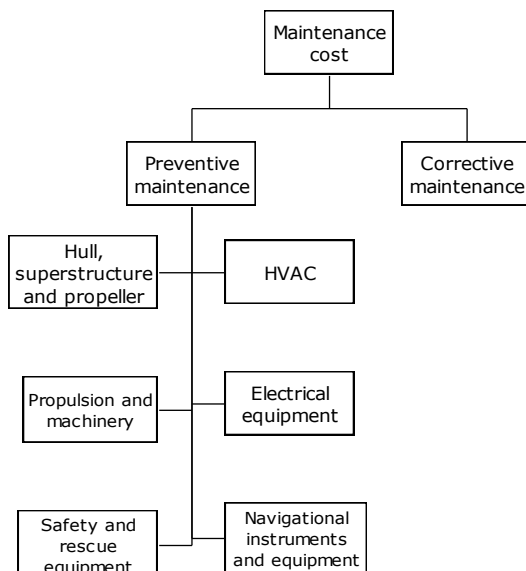 Maintenance
cost
Preventive
maintenance
Corrective
maintenance
Hull,
superstructure
and propeller
HVAC
Propulsion and
machinery
Electrical
equipment
Safety and
rescue
equipment
Navigational
instruments
and equipment